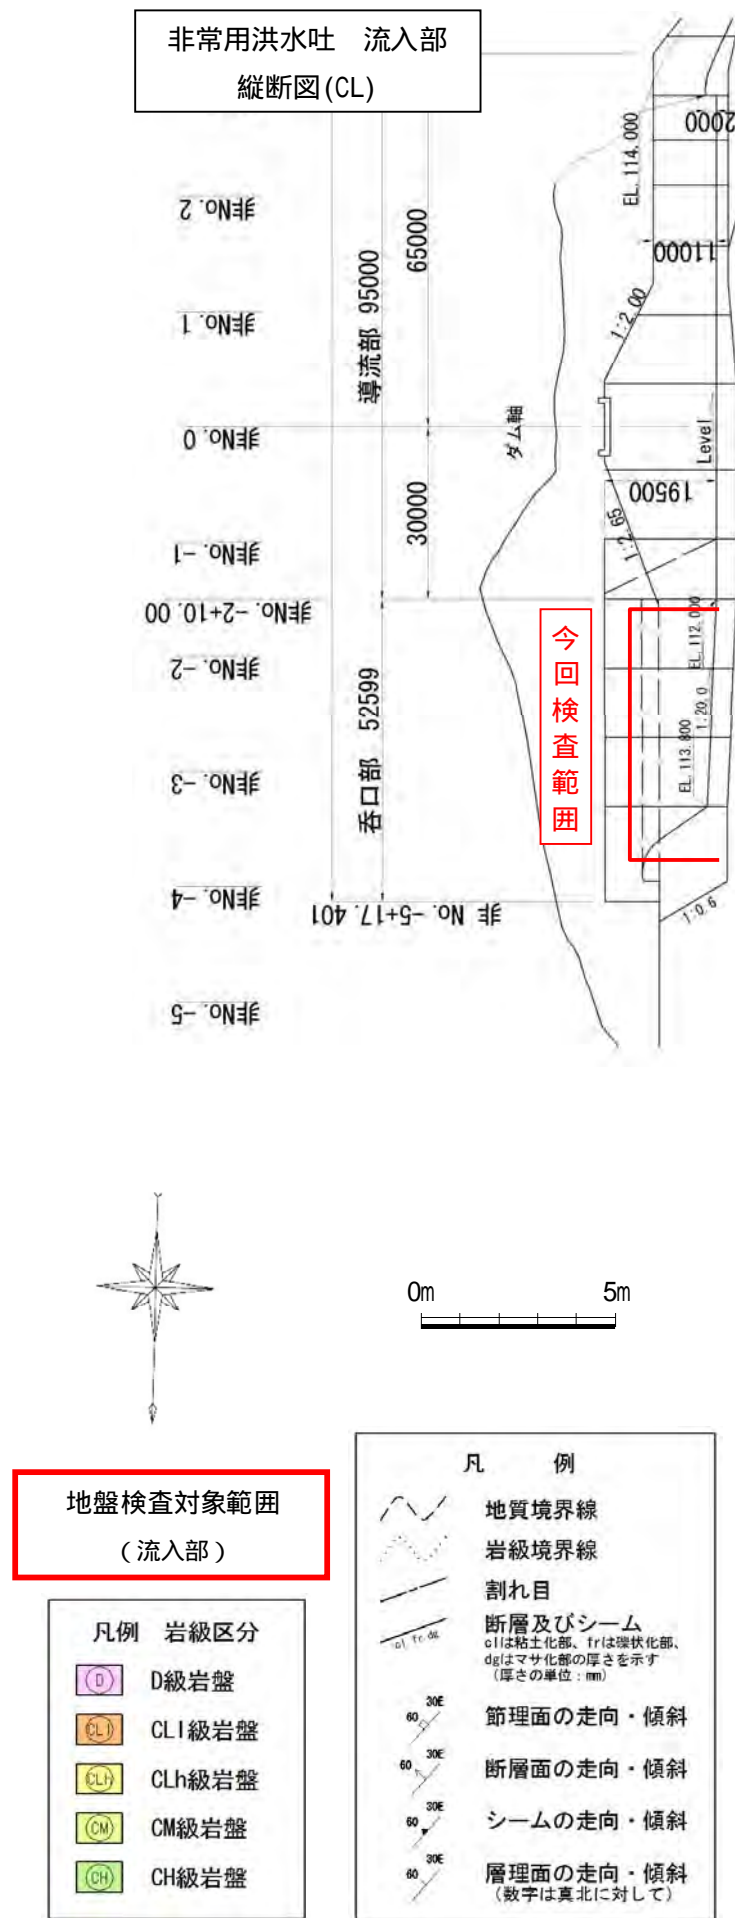 非常用洪水吐 流入部
縦断図(CL)
EL.114.000
2000
非No.2
非No.1
非No.0
非No.-1
非No.-2+10.00
非No.-2
非No.-3
非No.-4
非No.-5+17.401
非No.-5
導流部 95000
65000
30000
呑口部 52599
ダム軸
11000
1:2.00
Level
19500
1:2.65
今回検査範囲
EL.112.000
1:20.0
EL.113.800
1:0.6
0m 5m
地盤検査対象範囲
(流入部)
凡例 岩級区分
D D級岩盤
CLl CLl級岩盤
CLh CLh級岩盤
CM CM級岩盤
CH CH級岩盤
凡 例
地質境界線
岩級境界線
割れ目
cl fr dg 断層及びシーム
clは粘土化部、frは礫状化部、
dgはマサ化部の厚さを示す
(厚さの単位:mm)
60 30E 節理面の走向・傾斜
60 30E 断層面の走向・傾斜
60 30E シームの走向・傾斜
60 30E 層理面の走向・傾斜
(数字は真北に対して)